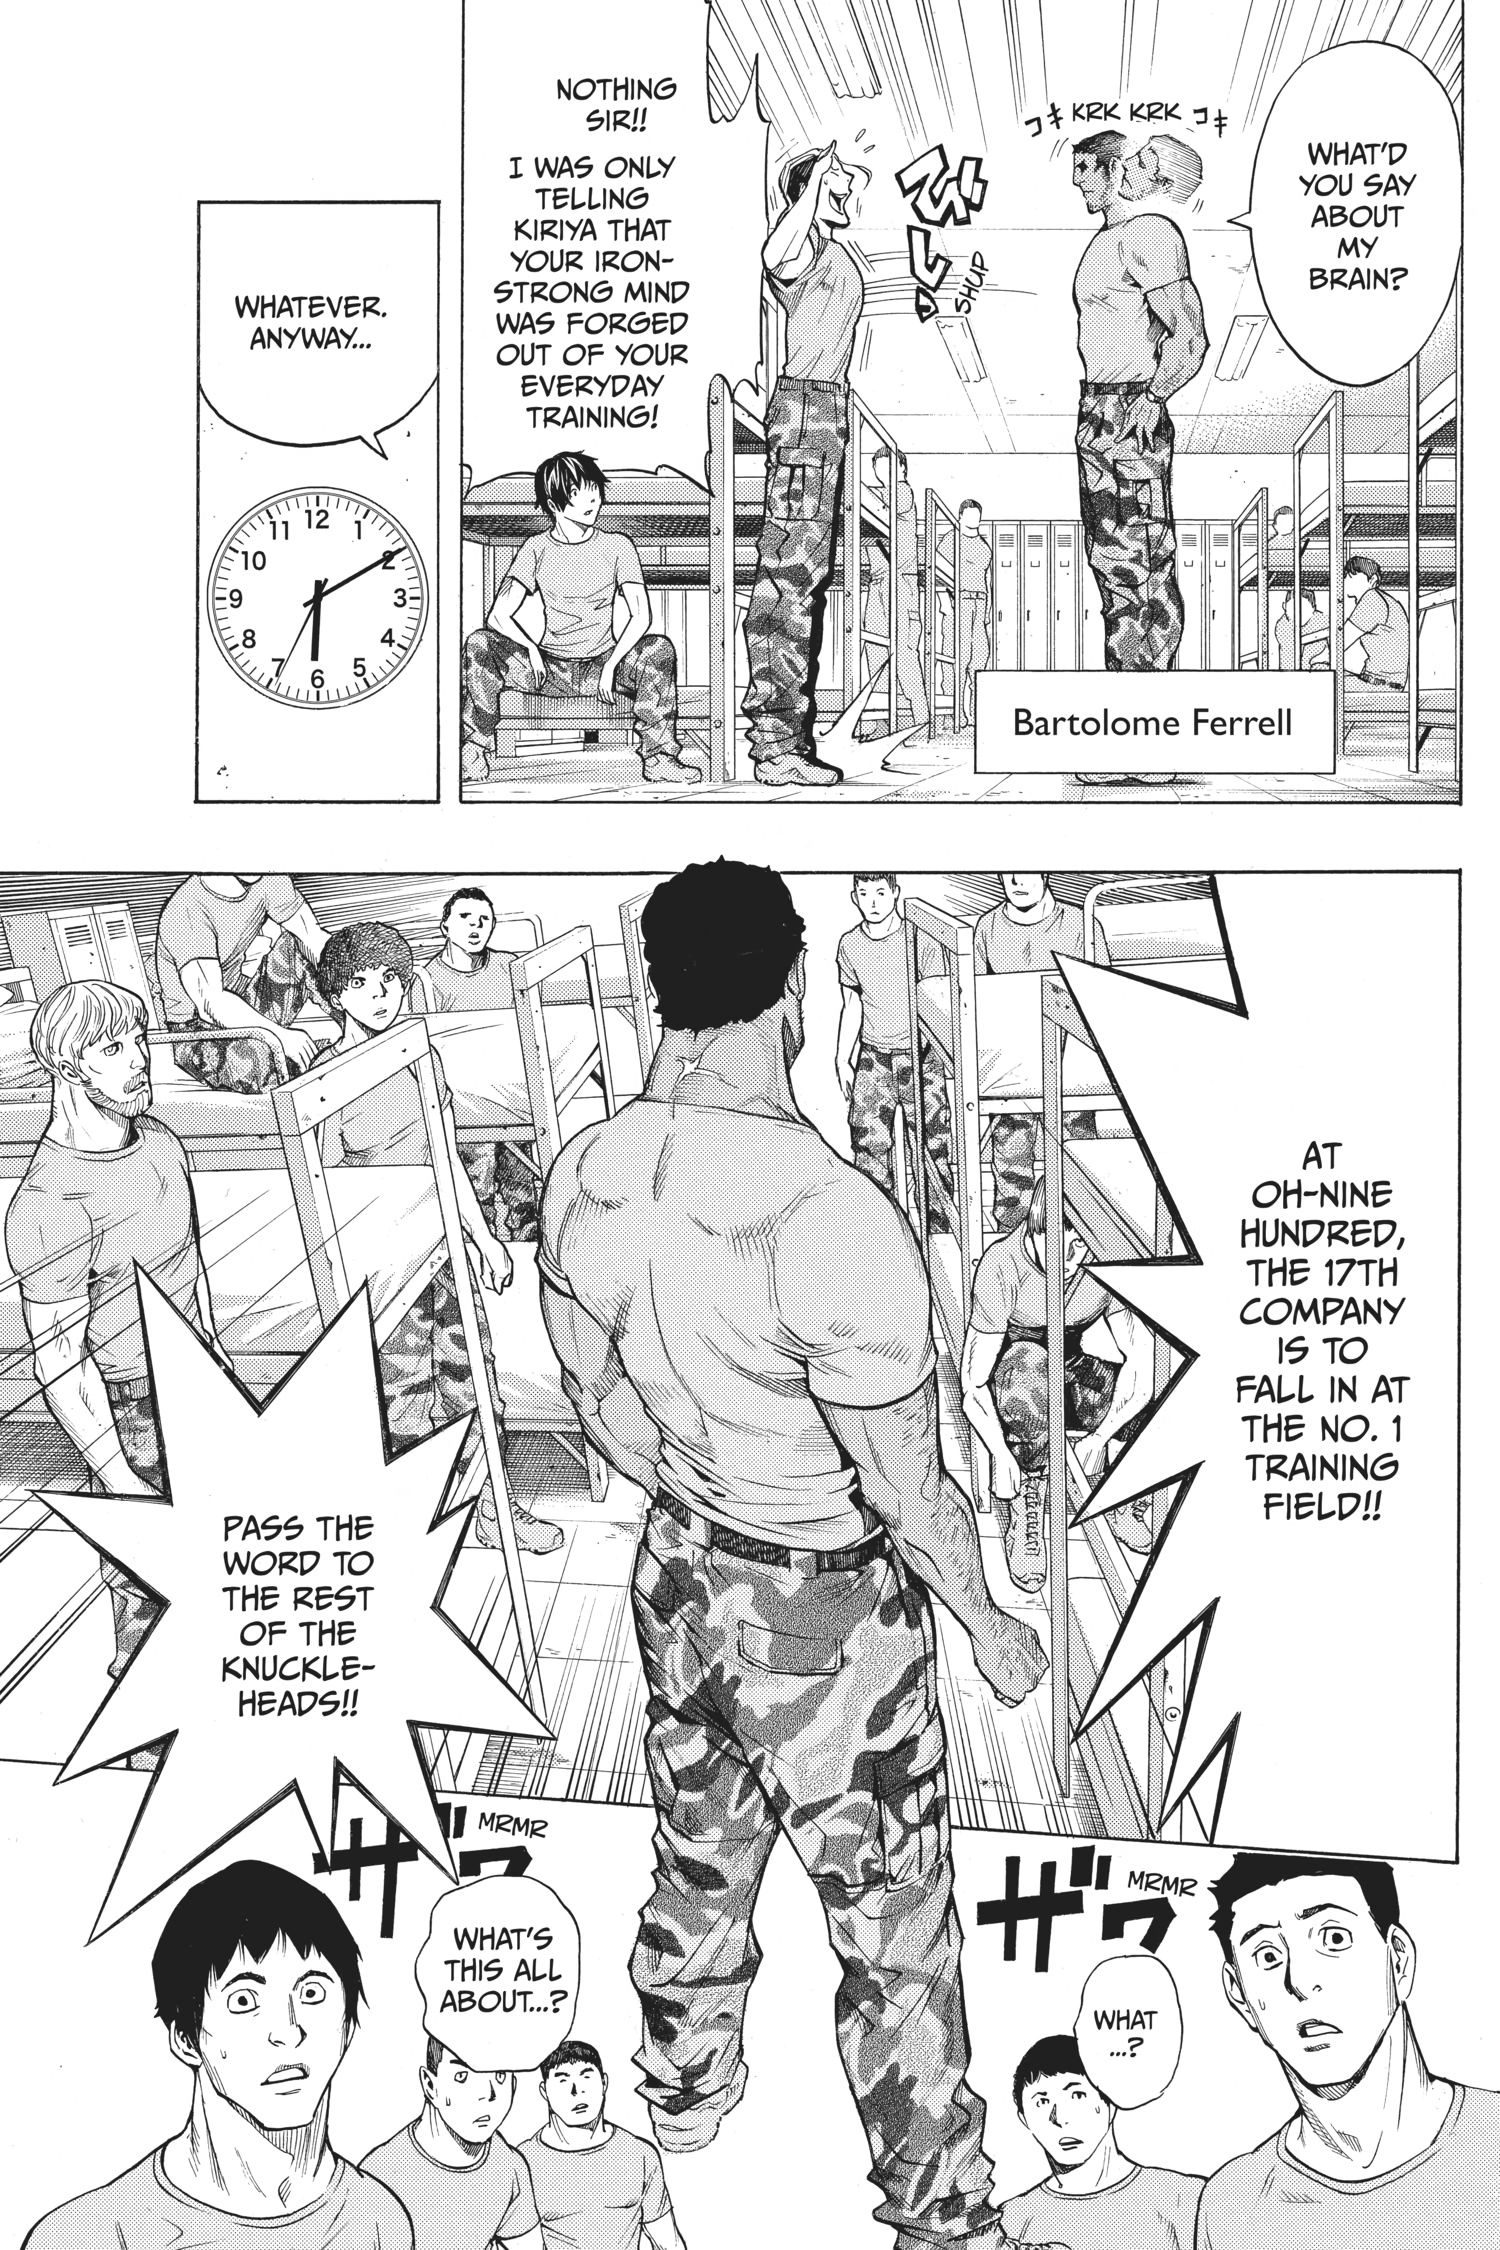 WHAT'D
YOU SAY
ABOUT
MY
BRAIN?
コキ
KRK KRK
コキ
びしっ
SHUP
NOTHING
SIR!!
I WAS ONLY
TELLING
KIRIYA THAT
YOUR IRON-
STRONG MIND
WAS FORGED
OUT OF YOUR
EVERYDAY
TRAINING!
Bartolome Ferrell
WHATEVER.
ANYWAY...
12
1
2
3
4
5
6
7
8
9
10
11
AT
OH-NINE
HUNDRED,
THE 17TH
COMPANY
IS TO
FALL IN AT
THE NO. 1
TRAINING
FIELD!!
PASS THE
WORD TO
THE REST
OF THE
KNUCKLE-
HEADS!!
ザワ
MRMR
WHAT
...?
ザワ
MRMR
WHAT'S
THIS ALL
ABOUT...?